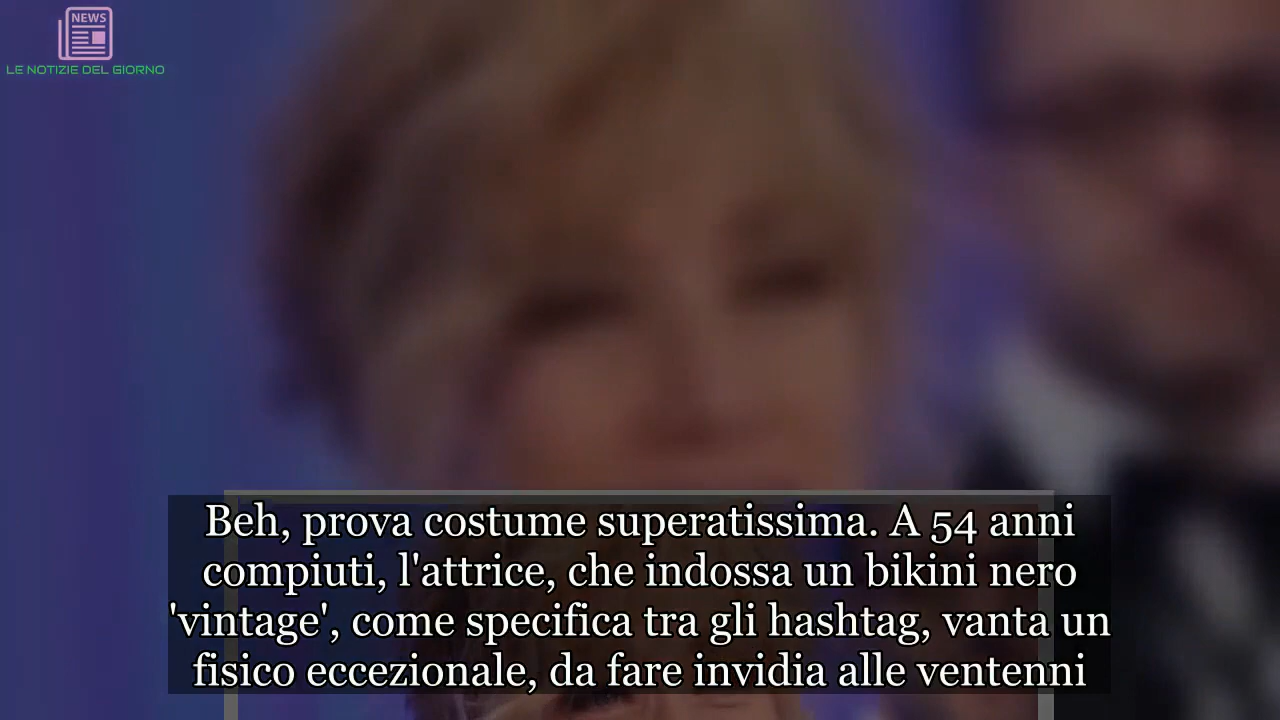 NEWS
LE NOTIZIE DEL GIORNO
Beh, prova costume superatissima. A 54 anni
compiuti, l'attrice, che indossa un bikini nero
'vintage', come specifica tra gli hashtag, vanta un
fisico eccezionale, da fare invidia alle ventenni